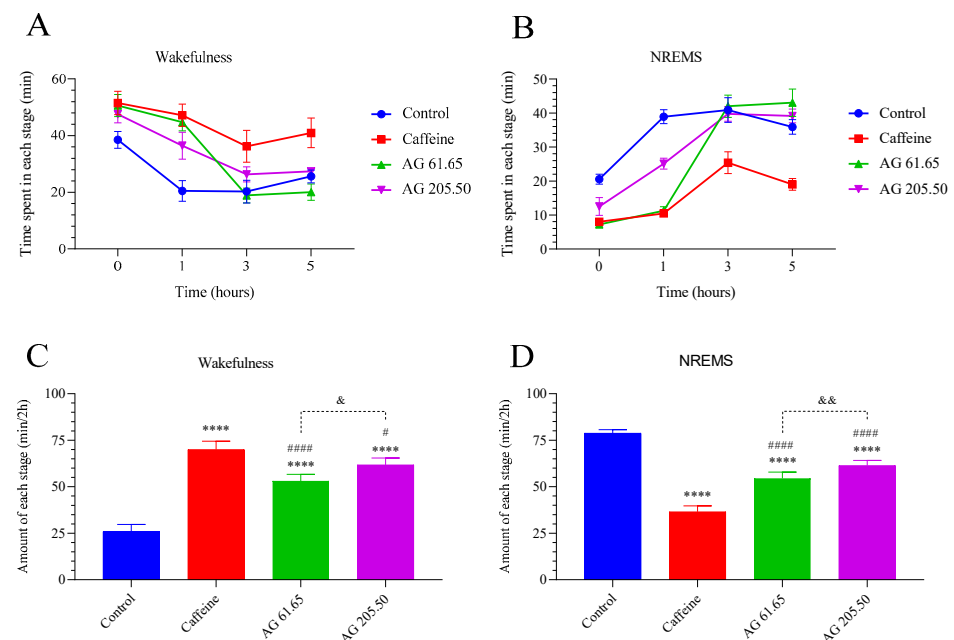 A
Wakefulness
Time spent in each stage (min)
60
40
20
0
0 1 3 5
Time (hours)
Control
Caffeine
AG 61.65
AG 205.50
B
NREMS
Time spent in each stage (min)
50
40
30
20
10
0
0 1 3 5
Time (hours)
Control
Caffeine
AG 61.65
AG 205.50
C
Wakefulness
Amount of each stage (min/2h)
100
75
50
25
0
****
####
****
&
#
****
Control
Caffeine
AG 61.65
AG 205.50
D
NREMS
Amount of each stage (min/2h)
100
75
50
25
0
****
####
****
&&
####
****
Control
Caffeine
AG 61.65
AG 205.50